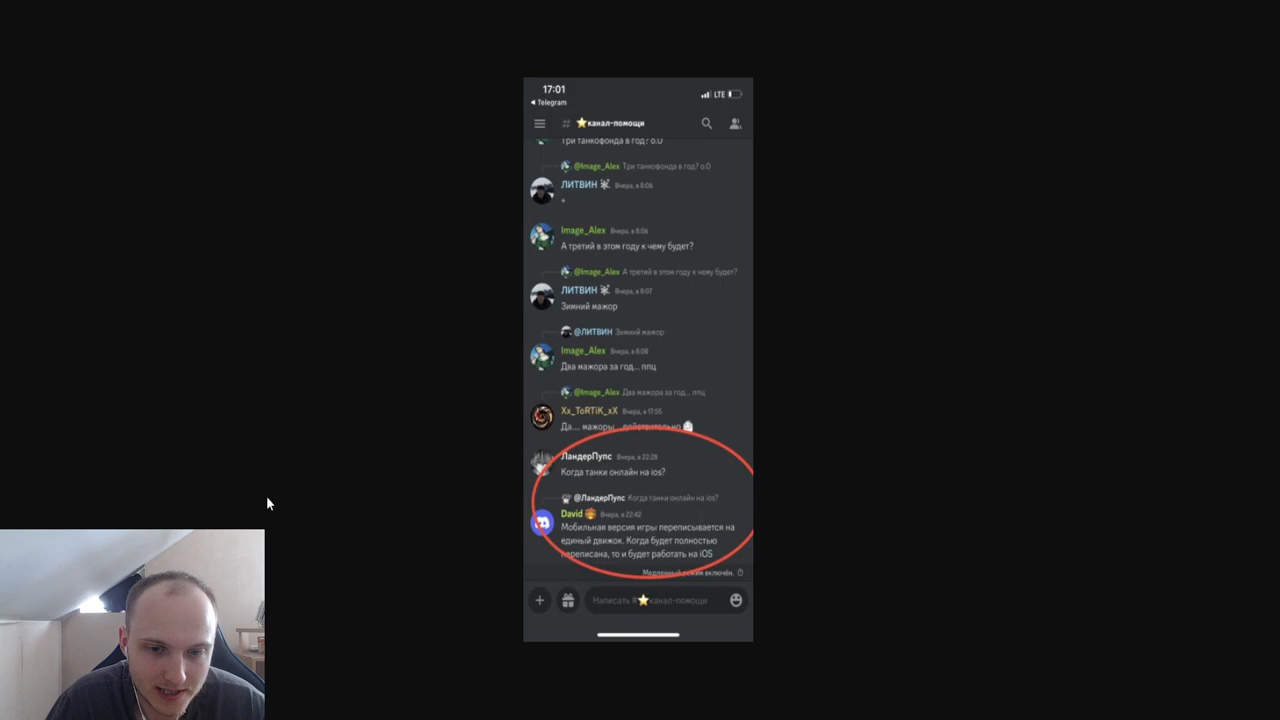 17:01
LTE
Telegram
# ⭐канал-помощи
Три танкофонда в год? о.О
@Image_Alex Три танкофонда в год? о.О
ЛИТВИН Вчера, в 8:06
+
Image_Alex Вчера, в 8:06
А третий в этом году к чему будет?
@Image_Alex А третий в этом году к чему будет?
ЛИТВИН Вчера, в 8:07
Зимний мажор
@ЛИТВИН Зимний мажор
Image_Alex Вчера, в 8:08
Два мажора за год... ппц
@Image_Alex Два мажора за год... ппц
Xx_ToRTiK_xX Вчера, в 17:55
Да.... мажоры...действительно
ЛандерПупс Вчера, в 22:28
Когда танки онлайн на ios?
@ЛандерПупс Когда танки онлайн на ios?
David Вчера, в 22:42
Мобильная версия игры переписывается на
единый движок. Когда будет полностью
переписана, то и будет работать на iOS
Медленный режим включён.
Написать #⭐канал-помощи